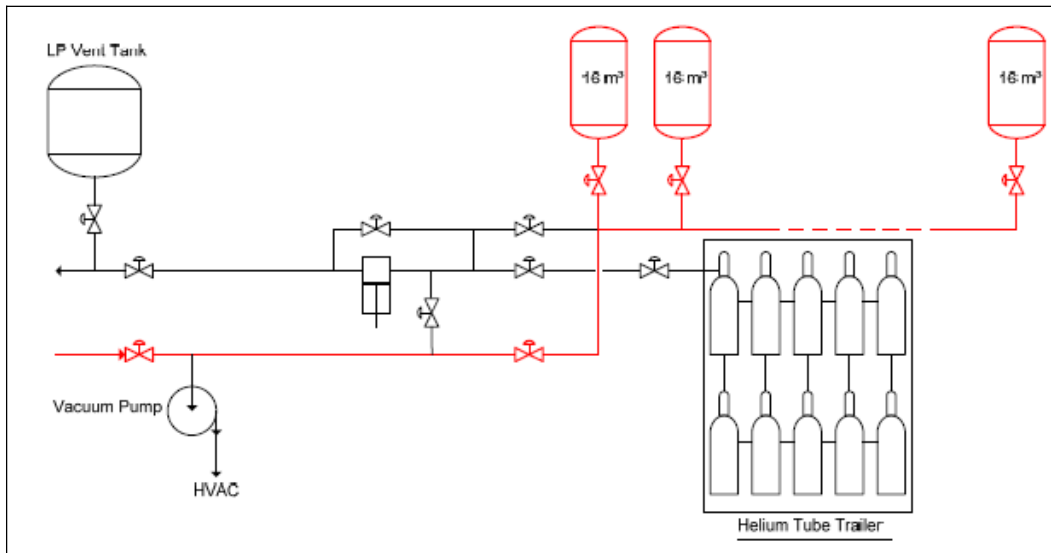 LP Vent Tank
16 m³
16 m³
16 m³
Vacuum Pump
HVAC
Helium Tube Trailer